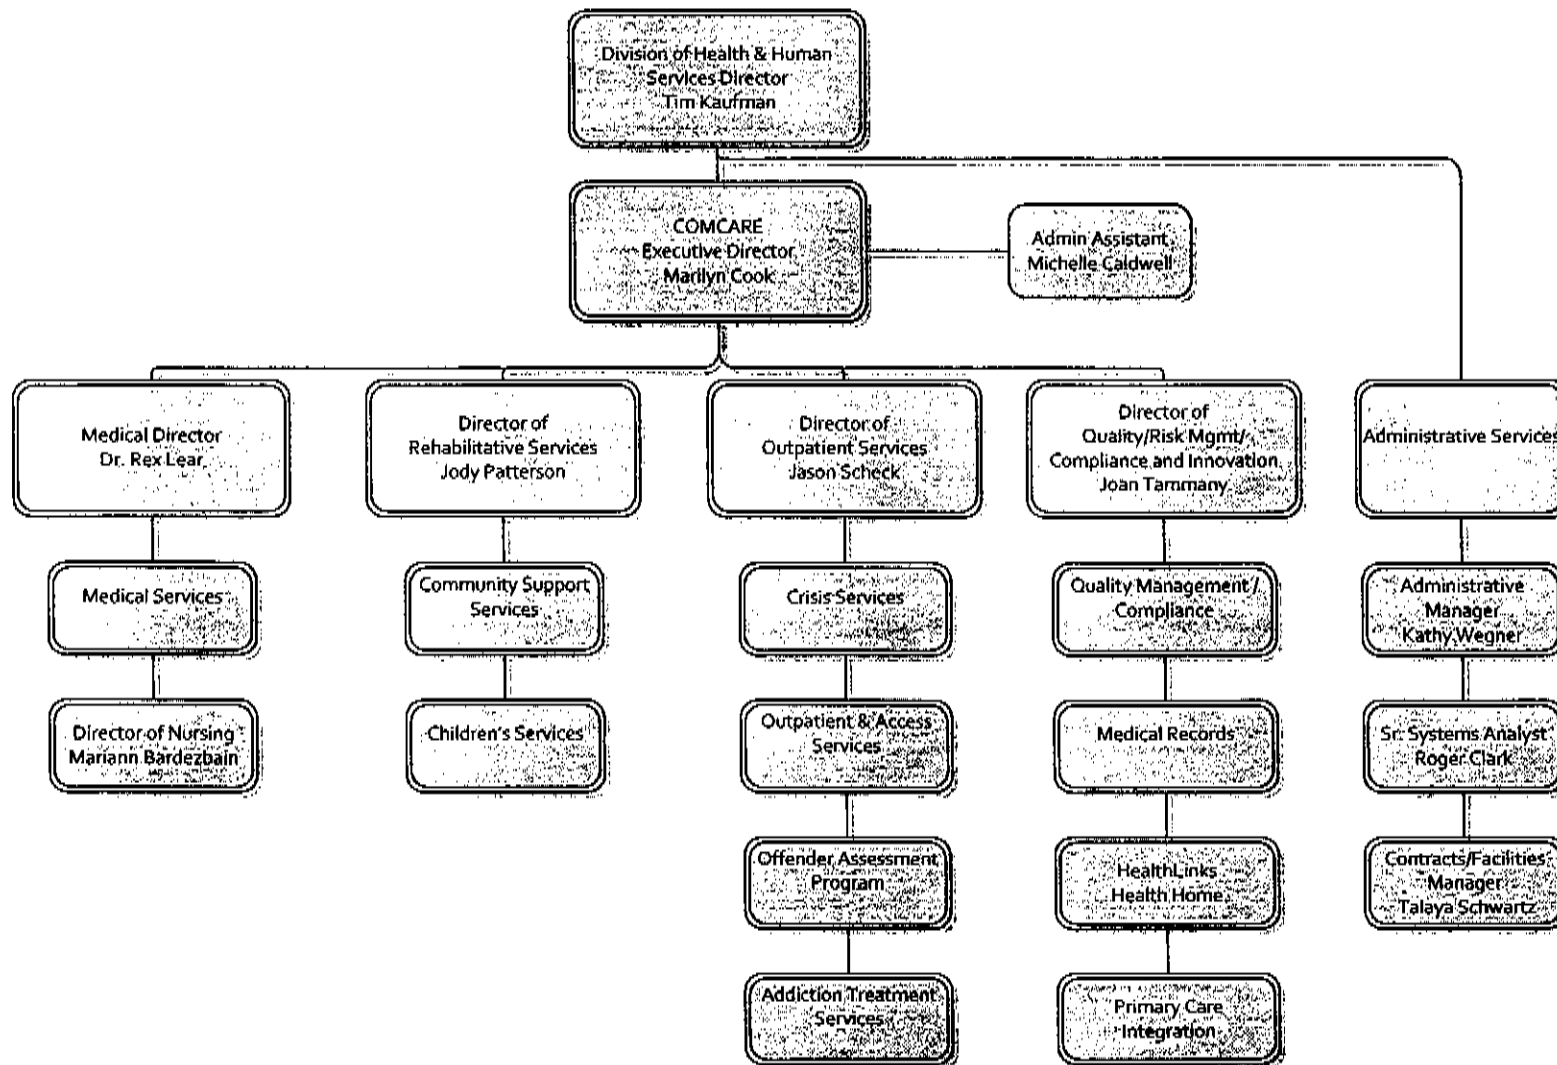 Division of Health & Human
Services Director
Tim Kaufman
COMCARE
Executive Director
Marilyn Cook
Admin Assistant
Michelle Caldwell
Medical Director
Dr. Rex Lear
Director of
Rehabilitative Services
Jody Patterson
Director of
Outpatient Services
Jason Scheck
Director of
Quality/Risk Mgmt/
Compliance and Innovation
Joan Tammany
Administrative Services
Medical Services
Community Support
Services
Crisis Services
Quality Management /
Compliance
Administrative
Manager
Kathy Wegner
Director of Nursing
Mariann Bardezbain
Children's Services
Outpatient & Access
Services
Medical Records
Sr. Systems Analyst
Roger Clark
Offender Assessment
Program
HealthLinks
Health Home
Contracts/Facilities
Manager
Talaya Schwartz
Addiction Treatment
Services
Primary Care
Integration